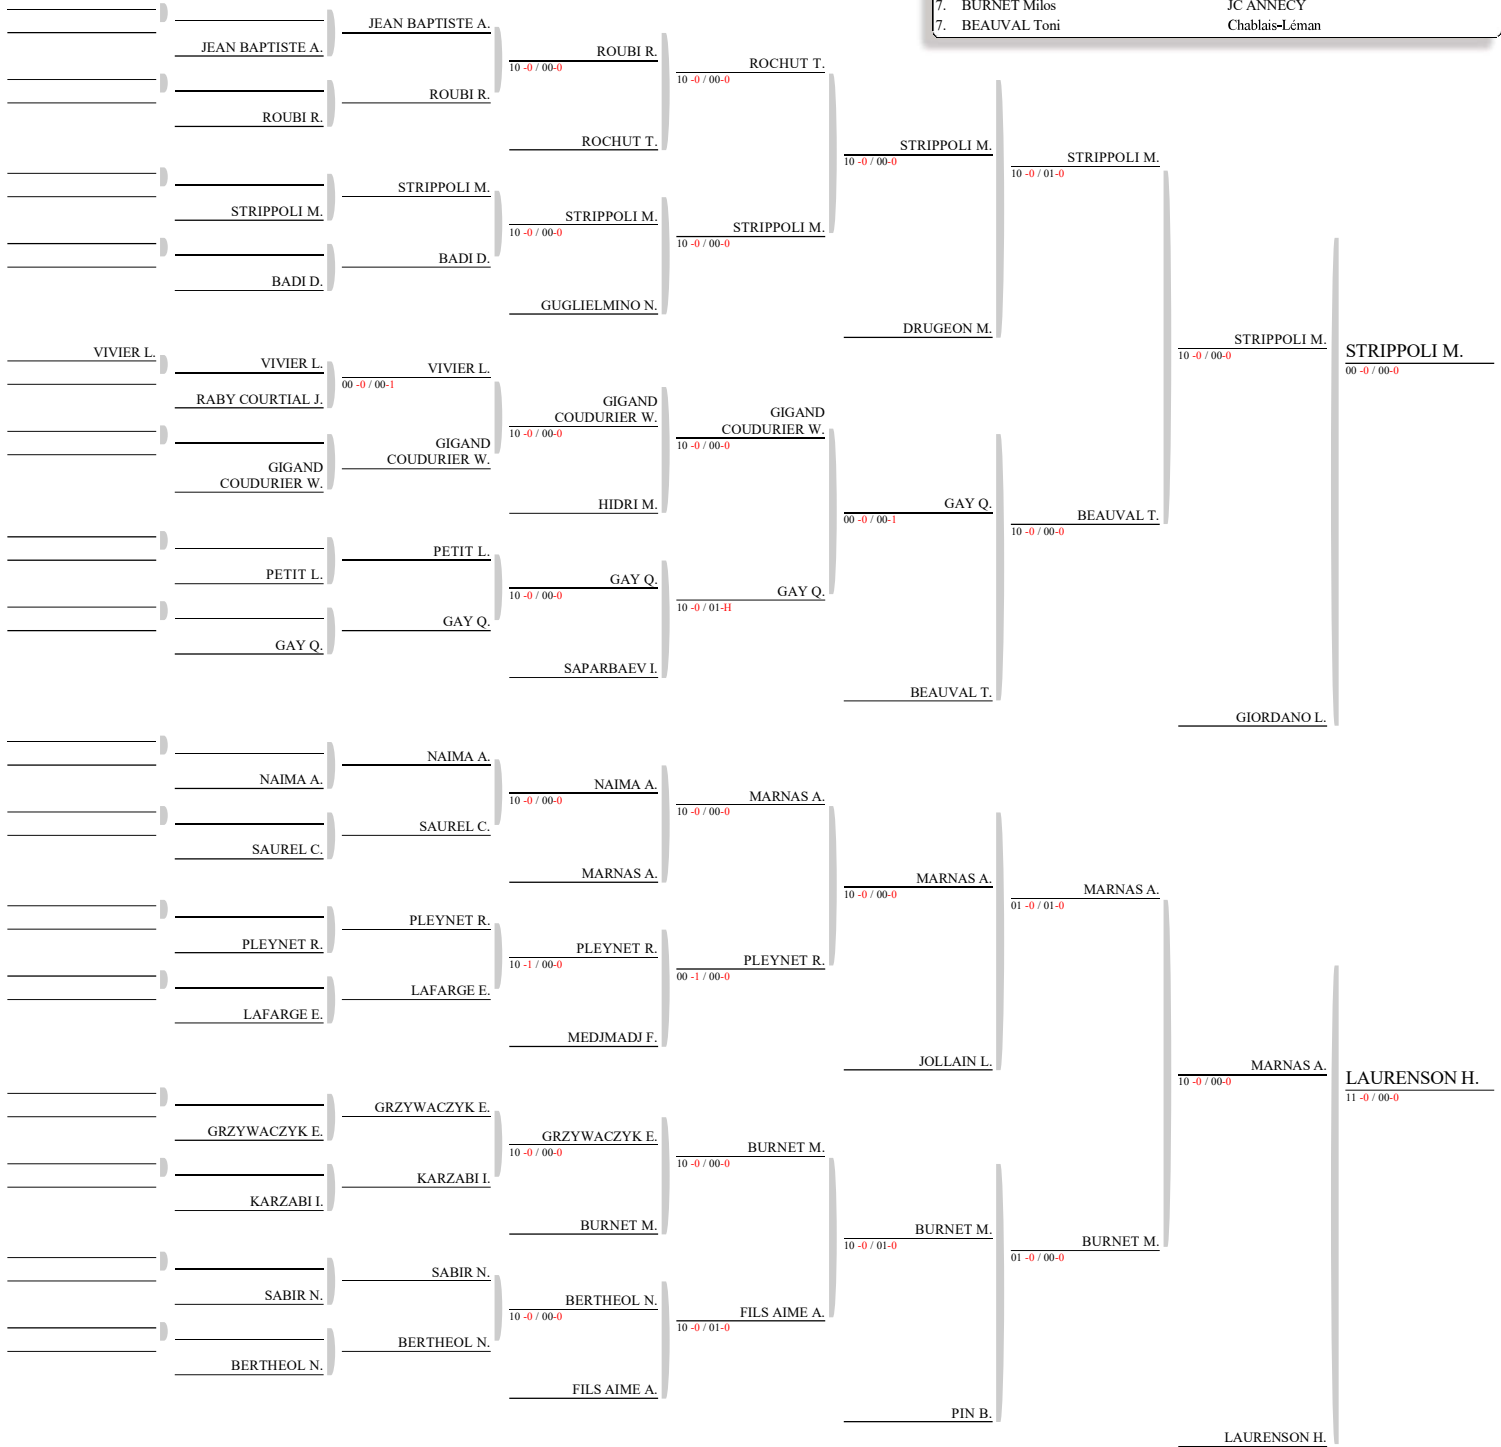 7. BURNET Milos JC ANNECY
7. BEAUVAL Toni Chablais-Léman
JEAN BAPTISTE A.
JEAN BAPTISTE A.
ROUBI R.
10 -0 / 00-0
ROCHUT T.
10 -0 / 00-0
ROUBI R.
ROUBI R.
ROCHUT T.
STRIPPOLI M.
10 -0 / 00-0
STRIPPOLI M.
10 -0 / 01-0
STRIPPOLI M.
STRIPPOLI M.
STRIPPOLI M.
10 -0 / 00-0
STRIPPOLI M.
10 -0 / 00-0
BADI D.
BADI D.
GUGLIELMINO N.
DRUGEON M.
STRIPPOLI M.
10 -0 / 00-0
STRIPPOLI M.
00 -0 / 00-0
VIVIER L.
VIVIER L.
VIVIER L.
00 -0 / 00-1
RABY COURTIAL J.
GIGAND
COUDURIER W.
10 -0 / 00-0
GIGAND
COUDURIER W.
10 -0 / 00-0
GIGAND
COUDURIER W.
GIGAND
COUDURIER W.
HIDRI M.
GAY Q.
00 -0 / 00-1
BEAUVAL T.
10 -0 / 00-0
PETIT L.
PETIT L.
GAY Q.
10 -0 / 00-0
GAY Q.
10 -0 / 01-H
GAY Q.
GAY Q.
SAPARBAEV I.
BEAUVAL T.
GIORDANO L.
NAIMA A.
NAIMA A.
NAIMA A.
10 -0 / 00-0
MARNAS A.
10 -0 / 00-0
SAUREL C.
SAUREL C.
MARNAS A.
MARNAS A.
10 -0 / 00-0
MARNAS A.
01 -0 / 01-0
PLEYNET R.
PLEYNET R.
PLEYNET R.
10 -1 / 00-0
PLEYNET R.
00 -1 / 00-0
LAFARGE E.
LAFARGE E.
MEDJMADJ F.
JOLLAIN L.
MARNAS A.
10 -0 / 00-0
LAURENSON H.
11 -0 / 00-0
GRZYWACZYK E.
GRZYWACZYK E.
GRZYWACZYK E.
10 -0 / 00-0
BURNET M.
10 -0 / 00-0
KARZABI I.
KARZABI I.
BURNET M.
BURNET M.
10 -0 / 01-0
BURNET M.
01 -0 / 00-0
SABIR N.
SABIR N.
BERTHEOL N.
10 -0 / 00-0
FILS AIME A.
10 -0 / 01-0
BERTHEOL N.
BERTHEOL N.
FILS AIME A.
PIN B.
LAURENSON H.